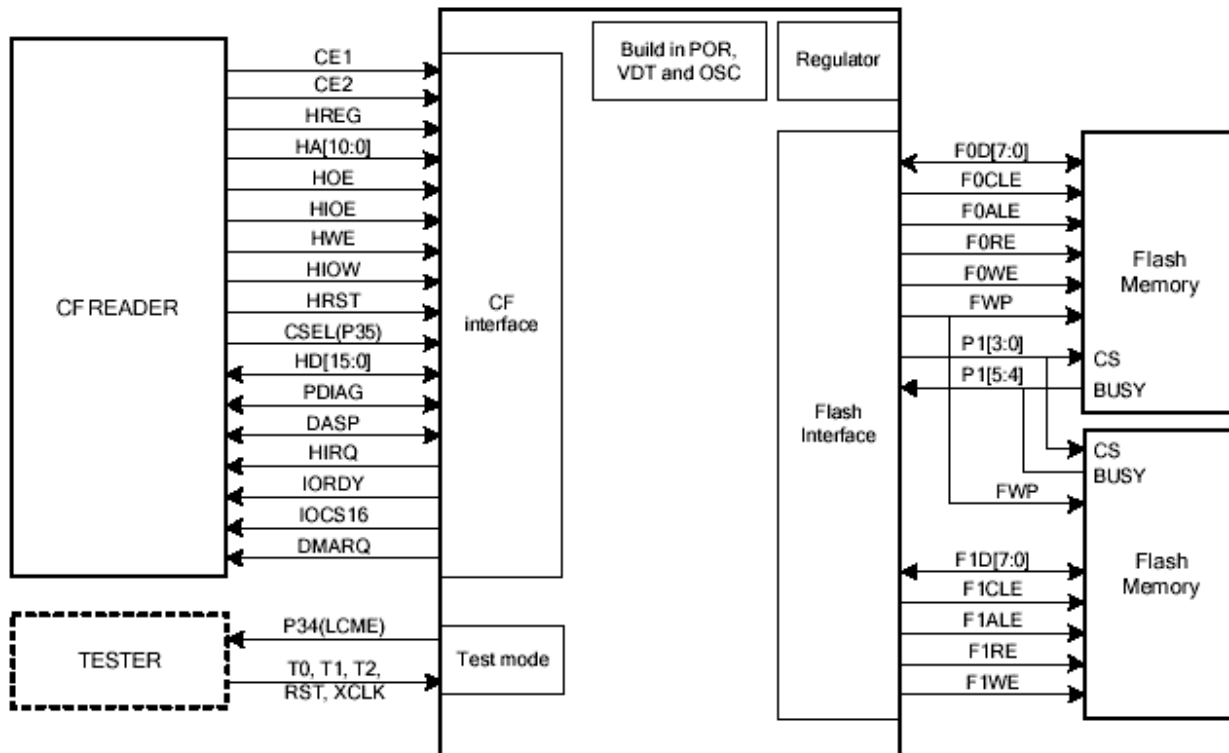 CF READER
CE1
CE2
HREG
HA[10:0]
HOE
HIOE
HWE
HIOW
HRST
CSEL(P35)
HD[15:0]
PDIAG
DASP
HIRQ
IORDY
IOCS16
DMARQ
CF
interface
TESTER
P34(LCME)
T0, T1, T2,
RST, XCLK
Test mode
Build in POR,
VDT and OSC
Regulator
Flash
Interface
F0D[7:0]
F0CLE
F0ALE
F0RE
F0WE
FWP
P1[3:0]
P1[5:4]
Flash
Memory
CS
BUSY
CS
BUSY
FWP
F1D[7:0]
F1CLE
F1ALE
F1RE
F1WE
Flash
Memory